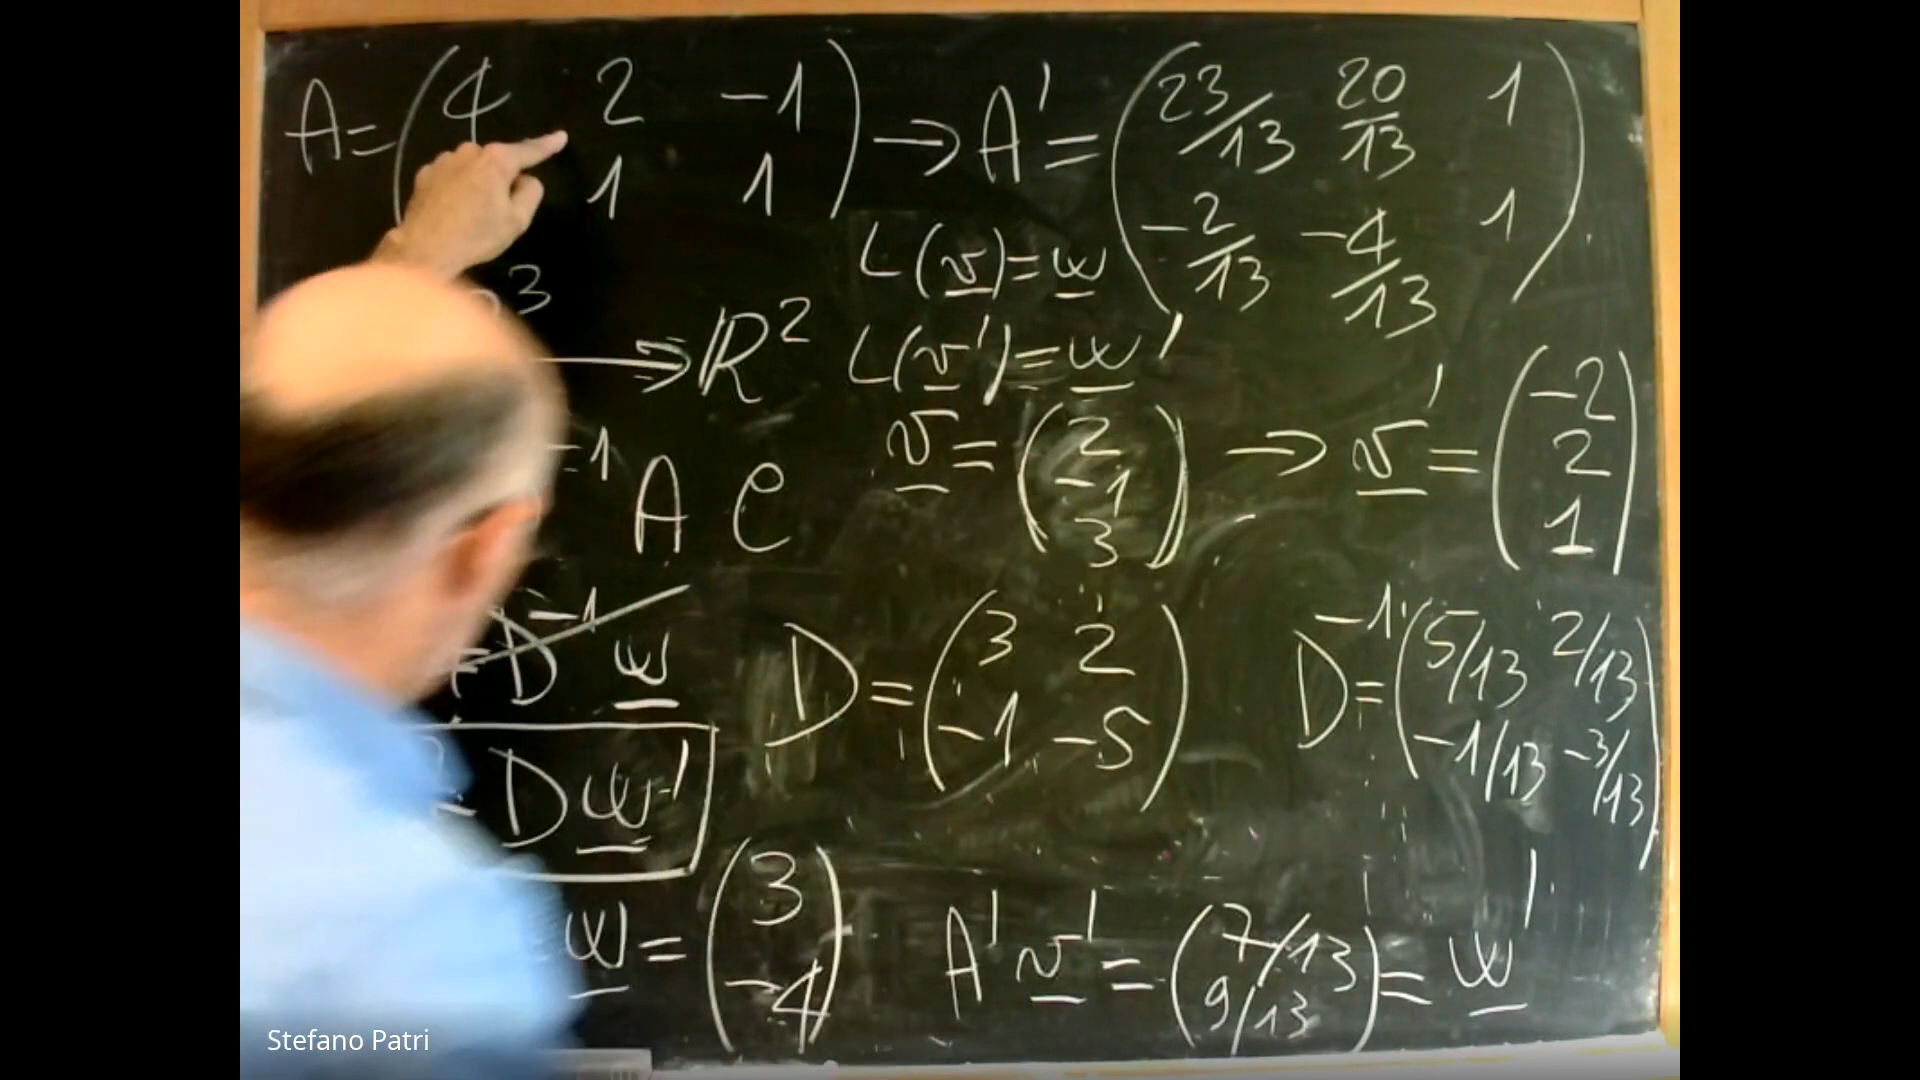 A = ( 4 2 -1 ) → A' = ( 23/13 20/13 1 )
1 1 -2/13 -4/13 1
L(v) = w
3 → R² L(v') = w'
-1 A C v = ( 2 -1 3 ) → v' = ( -2 2 1 )
D⁻¹ w D = ( 3 2 -1 -5 ) D⁻¹ = ( 5/13 2/13 -1/13 -3/13 )
D w'
w = ( 3 -4 ) A' v' = ( 7/13 9/13 ) = w'
Stefano Patri